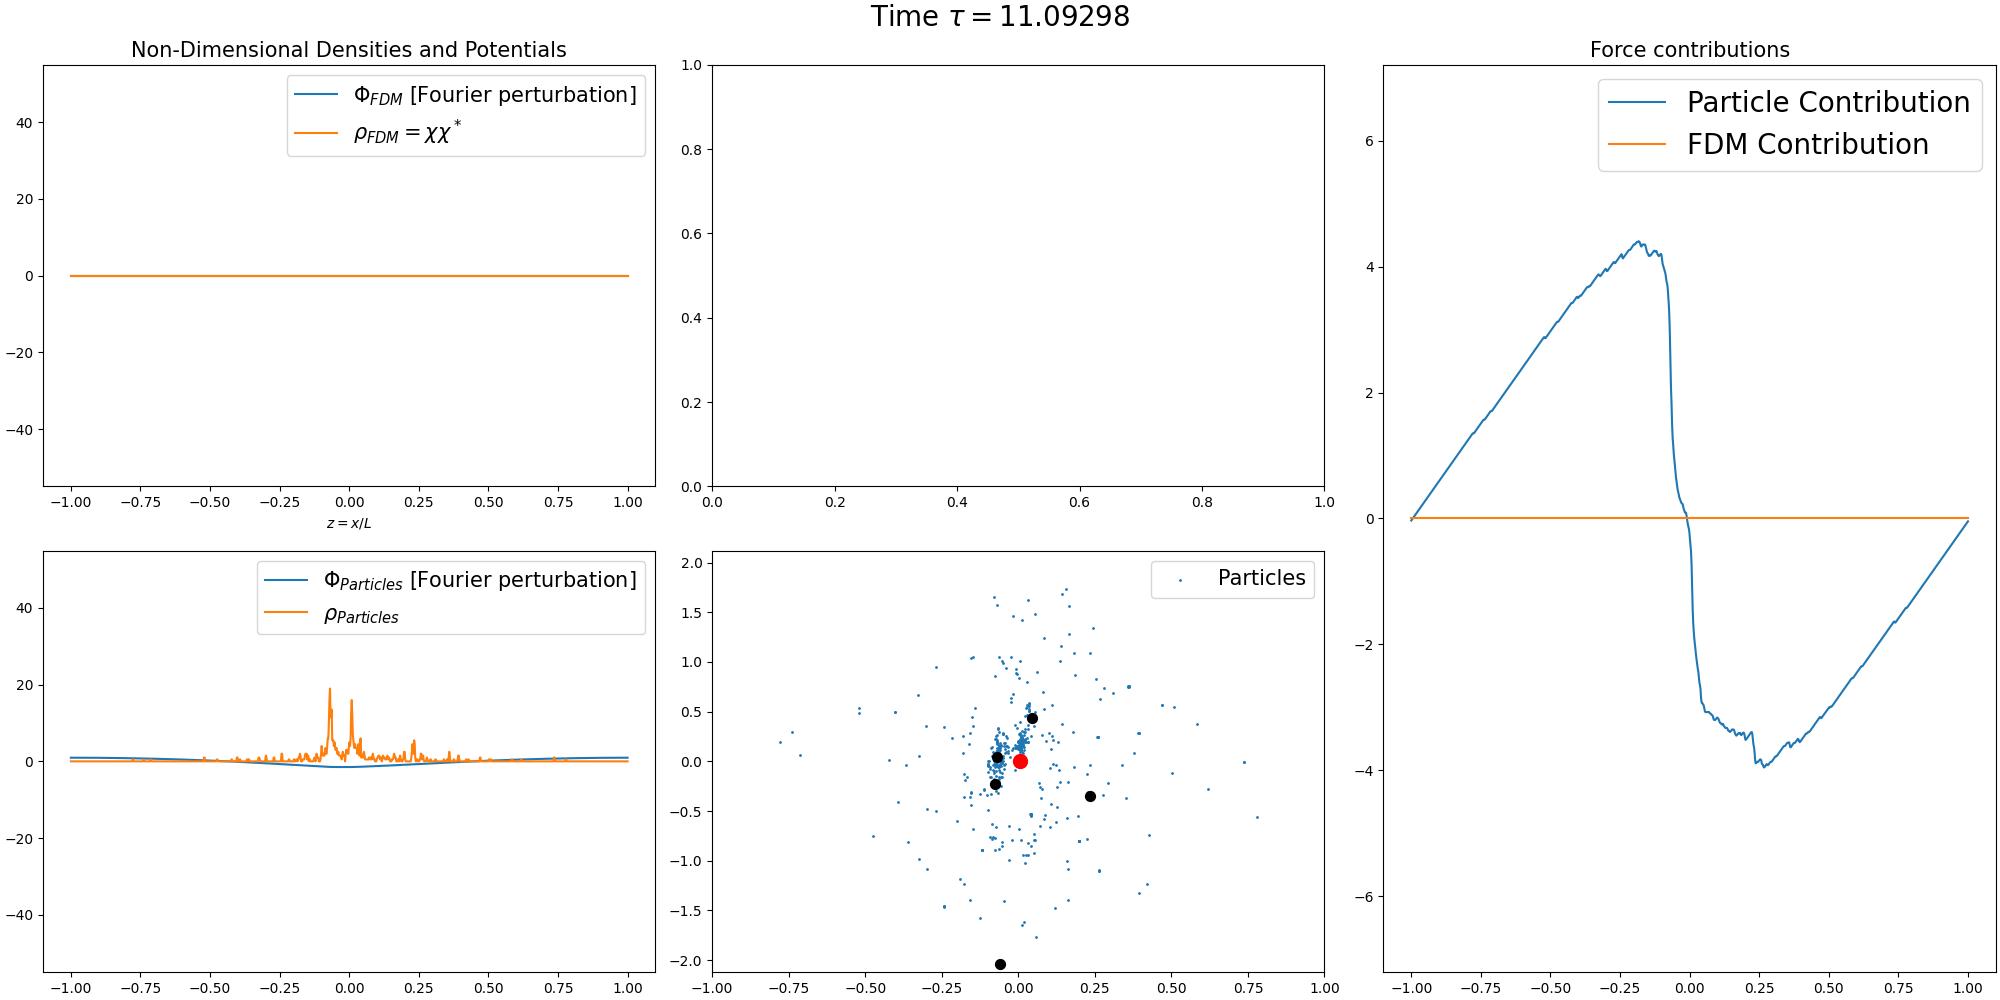 Time τ = 11.09298
Non-Dimensional Densities and Potentials
Φ_FDM [Fourier perturbation]
ρ_FDM = χχ*
40
20
0
−20
−40
−1.00 −0.75 −0.50 −0.25 0.00 0.25 0.50 0.75 1.00
z = x/L
1.0
0.8
0.6
0.4
0.2
0.0
0.0 0.2 0.4 0.6 0.8 1.0
Force contributions
Particle Contribution
FDM Contribution
6
4
2
0
−2
−4
−6
−1.00 −0.75 −0.50 −0.25 0.00 0.25 0.50 0.75 1.00
Φ_Particles [Fourier perturbation]
ρ_Particles
40
20
0
−20
−40
−1.00 −0.75 −0.50 −0.25 0.00 0.25 0.50 0.75 1.00
Particles
2.0
1.5
1.0
0.5
0.0
−0.5
−1.0
−1.5
−2.0
−1.00 −0.75 −0.50 −0.25 0.00 0.25 0.50 0.75 1.00